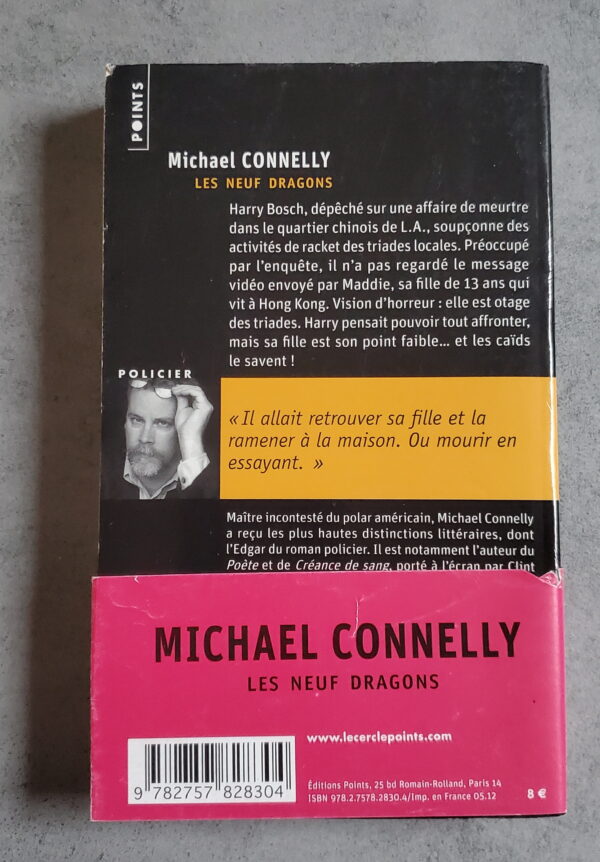 POINTS
Michael CONNELLY
LES NEUF DRAGONS
Harry Bosch, dépêché sur une affaire de meurtre
dans le quartier chinois de L.A., soupçonne des
activités de racket des triades locales. Préoccupé
par l'enquête, il n'a pas regardé le message
vidéo envoyé par Maddie, sa fille de 13 ans qui
vit à Hong Kong. Vision d'horreur : elle est otage
des triades. Harry pensait pouvoir tout affronter,
mais sa fille est son point faible… et les caïds
le savent !
POLICIER
« Il allait retrouver sa fille et la
ramener à la maison. Ou mourir en
essayant. »
Maître incontesté du polar américain, Michael Connelly
a reçu les plus hautes distinctions littéraires, dont
l'Edgar du roman policier. Il est notamment l'auteur du
Poète et de Créance de sang, porté à l'écran par Clint
MICHAEL CONNELLY
LES NEUF DRAGONS
www.lecerclepoints.com
9 782757 828304
Éditions Points, 25 bd Romain-Rolland, Paris 14
ISBN 978.2.7578.2830.4/Imp. en France 05.12
8 €